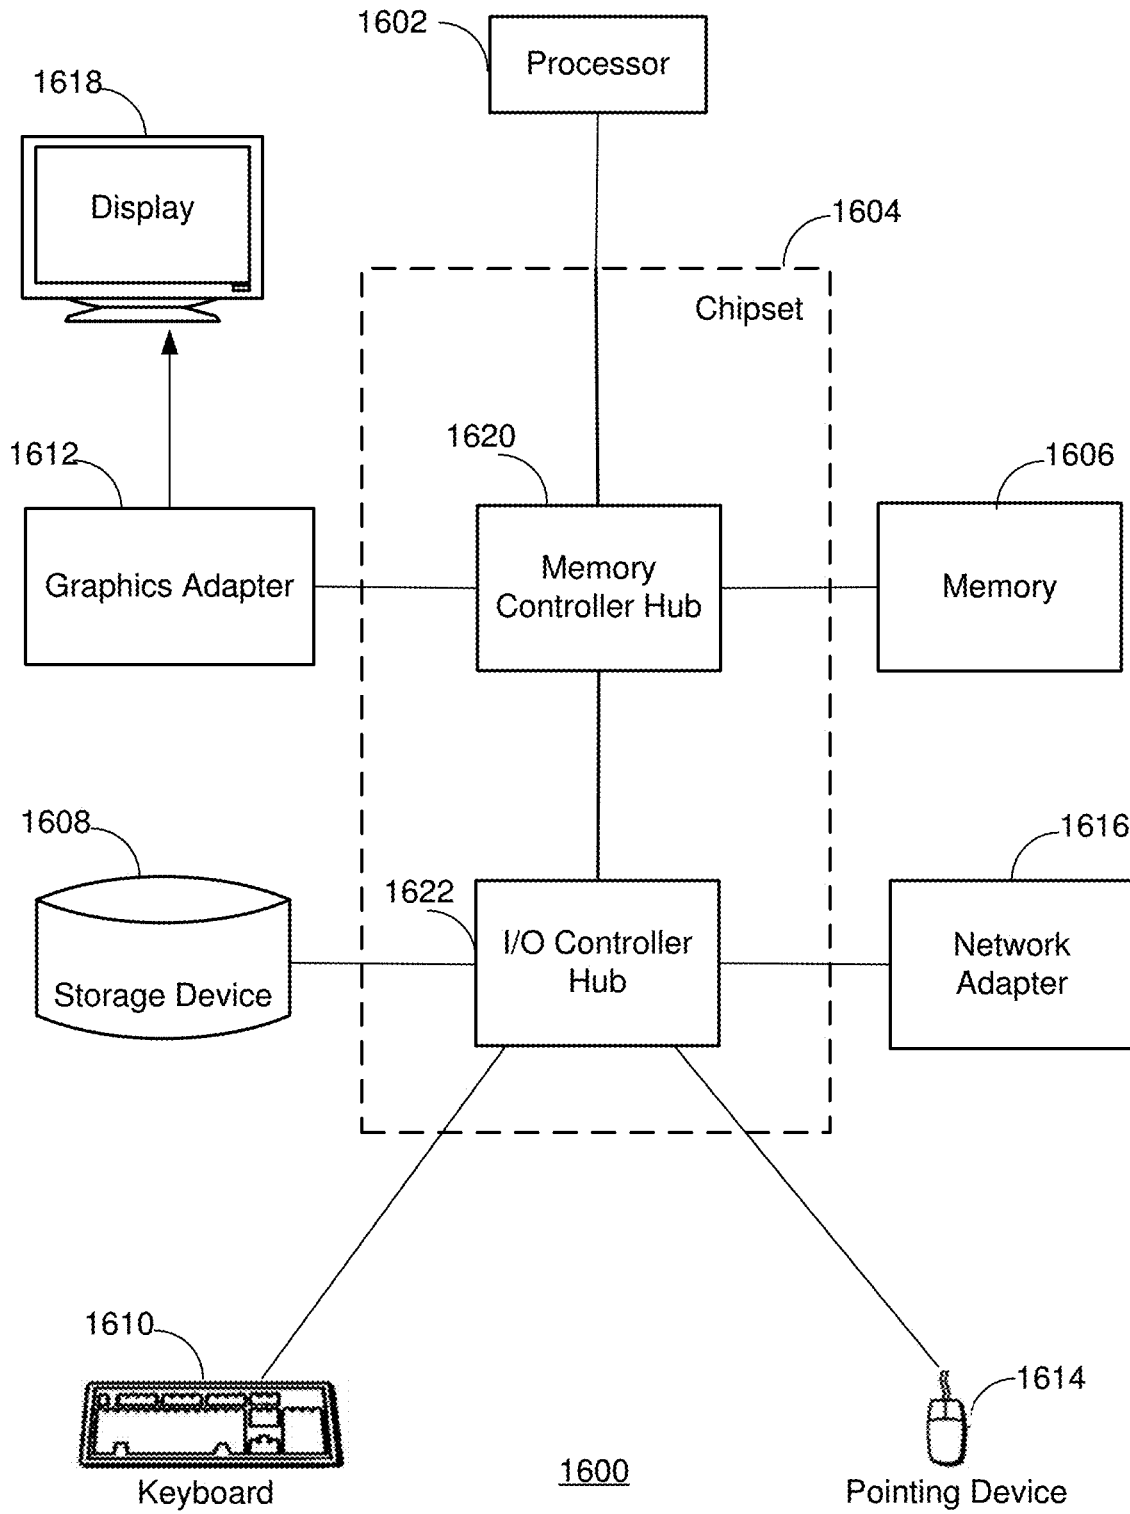 1602
Processor
1618
Display
1604
Chipset
1620
1612
1606
Graphics Adapter
Memory
Controller Hub
Memory
1608
1616
1622
I/O Controller
Hub
Network
Adapter
Storage Device
1610
1614
Keyboard
1600
Pointing Device